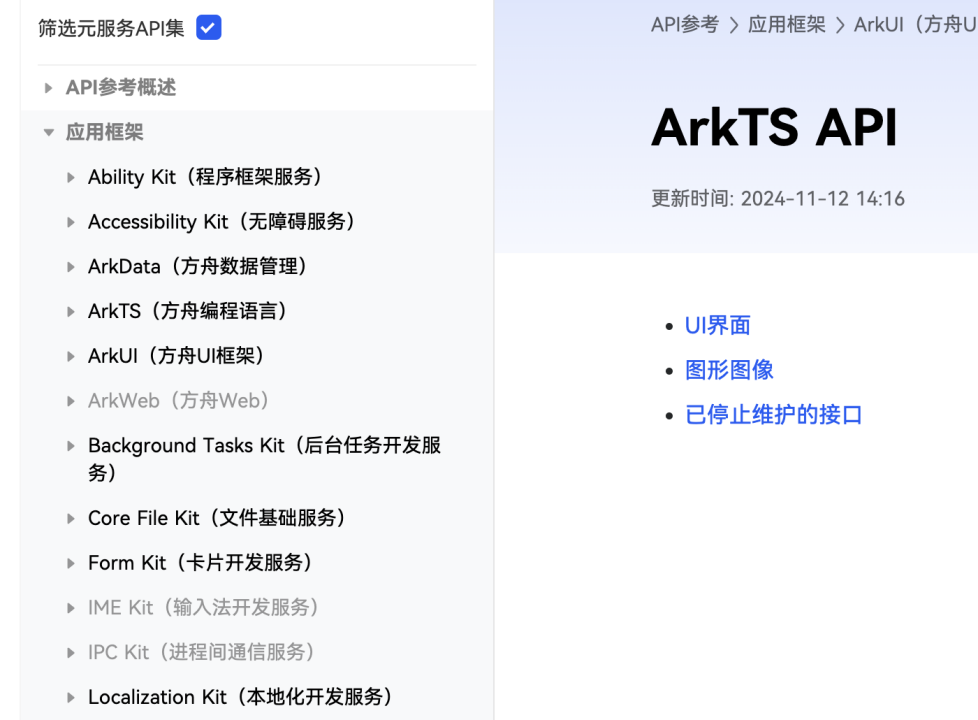 筛选元服务API集
API参考概述
应用框架
Ability Kit（程序框架服务）
Accessibility Kit（无障碍服务）
ArkData（方舟数据管理）
ArkTS（方舟编程语言）
ArkUI（方舟UI框架）
ArkWeb（方舟Web）
Background Tasks Kit（后台任务开发服
务）
Core File Kit（文件基础服务）
Form Kit（卡片开发服务）
IME Kit（输入法开发服务）
IPC Kit（进程间通信服务）
Localization Kit（本地化开发服务）
API参考 > 应用框架 > ArkUI（方舟U
ArkTS API
更新时间: 2024-11-12 14:16
UI界面
图形图像
已停止维护的接口